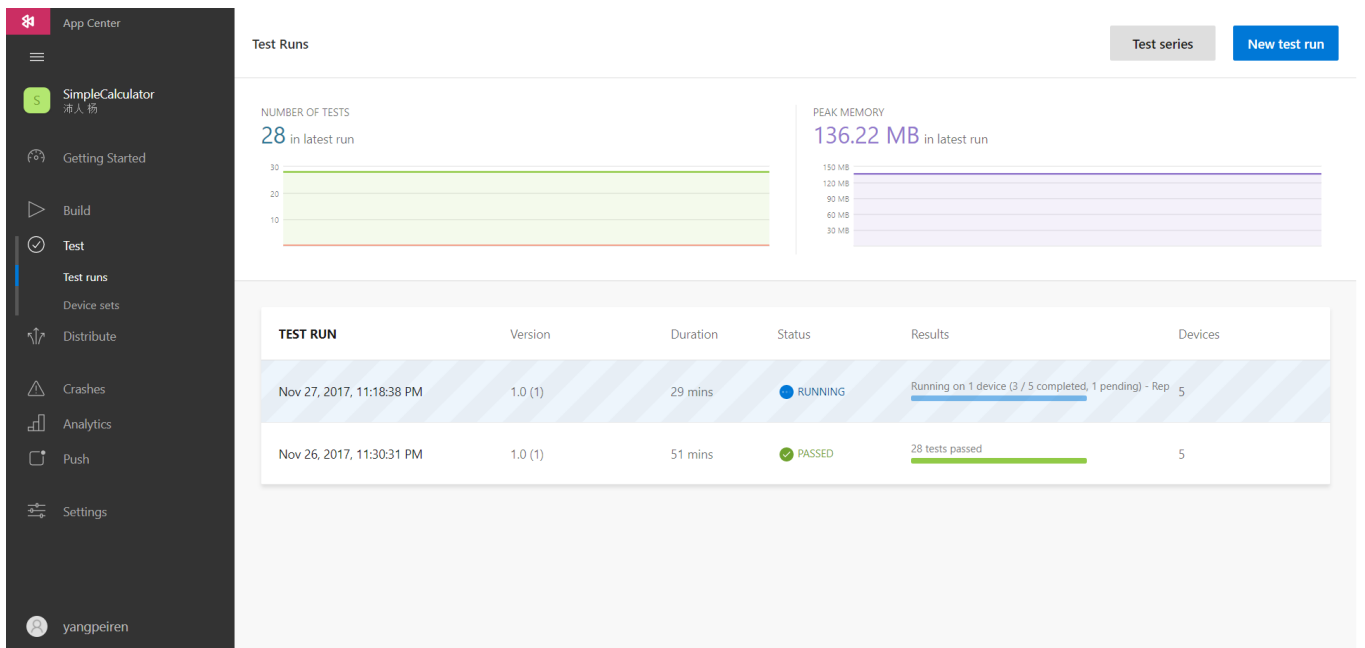 App Center
S
SimpleCalculator
沛人 杨
Getting Started
Build
Test
Test runs
Device sets
Distribute
Crashes
Analytics
Push
Settings
yangpeiren
Test Runs
Test series
New test run
NUMBER OF TESTS
28 in latest run
30
20
10
PEAK MEMORY
136.22 MB in latest run
150 MB
120 MB
90 MB
60 MB
30 MB
TEST RUN Version Duration Status Results Devices
Nov 27, 2017, 11:18:38 PM 1.0 (1) 29 mins RUNNING Running on 1 device (3 / 5 completed, 1 pending) - Rep 5
Nov 26, 2017, 11:30:31 PM 1.0 (1) 51 mins PASSED 28 tests passed 5